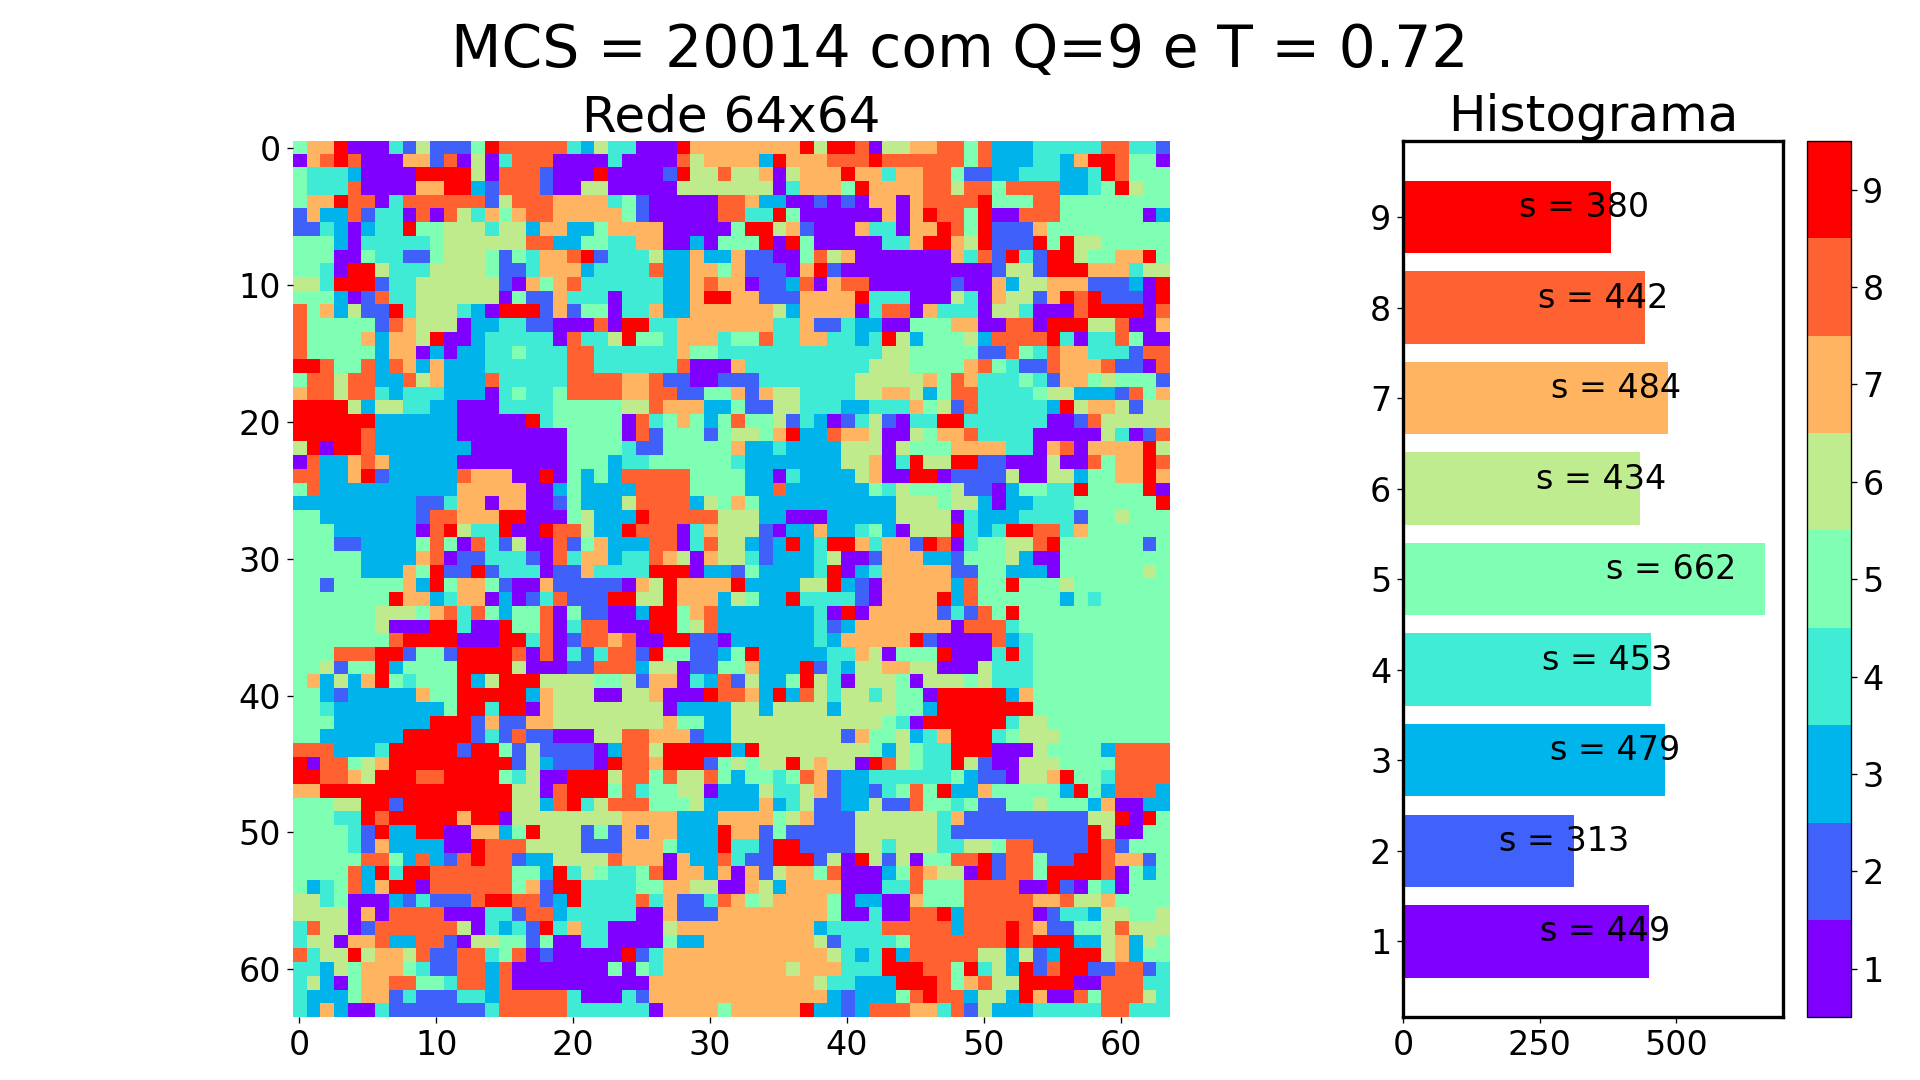 MCS = 20014 com Q=9 e T = 0.72
Rede 64x64
0
10
20
30
40
50
60
0 10 20 30 40 50 60
Histograma
9 s = 380
8 s = 442
7 s = 484
6 s = 434
5 s = 662
4 s = 453
3 s = 479
2 s = 313
1 s = 449
0 250 500
9
8
7
6
5
4
3
2
1